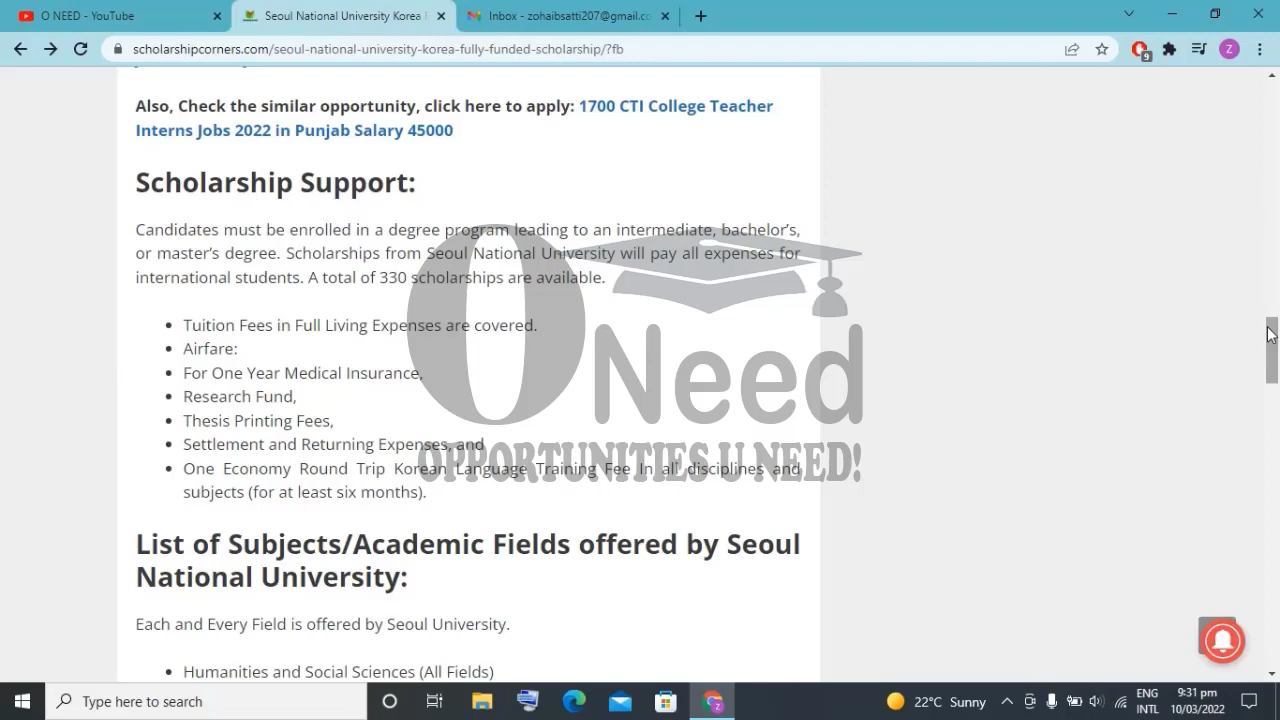 O NEED - YouTube
Seoul National University Korea
Inbox - zohaibsatti207@gmail.co
scholarshipcorners.com/seoul-national-university-korea-fully-funded-scholarship/?fb
9
Z
Also, Check the similar opportunity, click here to apply: 1700 CTI College Teacher
Interns Jobs 2022 in Punjab Salary 45000
Scholarship Support:
Candidates must be enrolled in a degree program leading to an intermediate, bachelor’s,
or master’s degree. Scholarships from Seoul National University will pay all expenses for
international students. A total of 330 scholarships are available.
• Tuition Fees in Full Living Expenses are covered.
• Airfare:
• For One Year Medical Insurance,
• Research Fund,
• Thesis Printing Fees,
• Settlement and Returning Expenses, and
• One Economy Round Trip Korean Language Training Fee In all disciplines and
subjects (for at least six months).
O Need
OPPORTUNITIES U NEED!
List of Subjects/Academic Fields offered by Seoul
National University:
Each and Every Field is offered by Seoul University.
• Humanities and Social Sciences (All Fields)
Type here to search
z
22°C Sunny
ENG
INTL
9:31 pm
10/03/2022